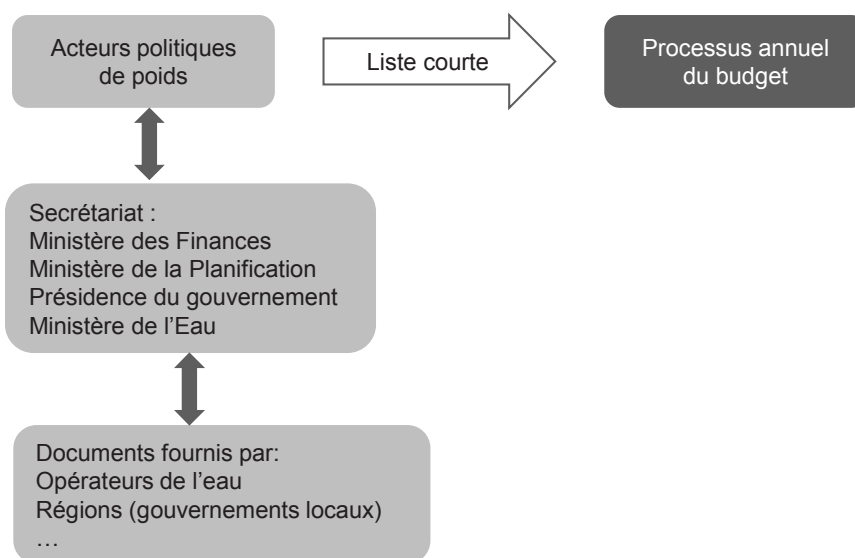 Acteurs politiques
de poids
Liste courte
Processus annuel
du budget
Secrétariat :
Ministère des Finances
Ministère de la Planification
Présidence du gouvernement
Ministère de l’Eau
Documents fournis par:
Opérateurs de l’eau
Régions (gouvernements locaux)
…